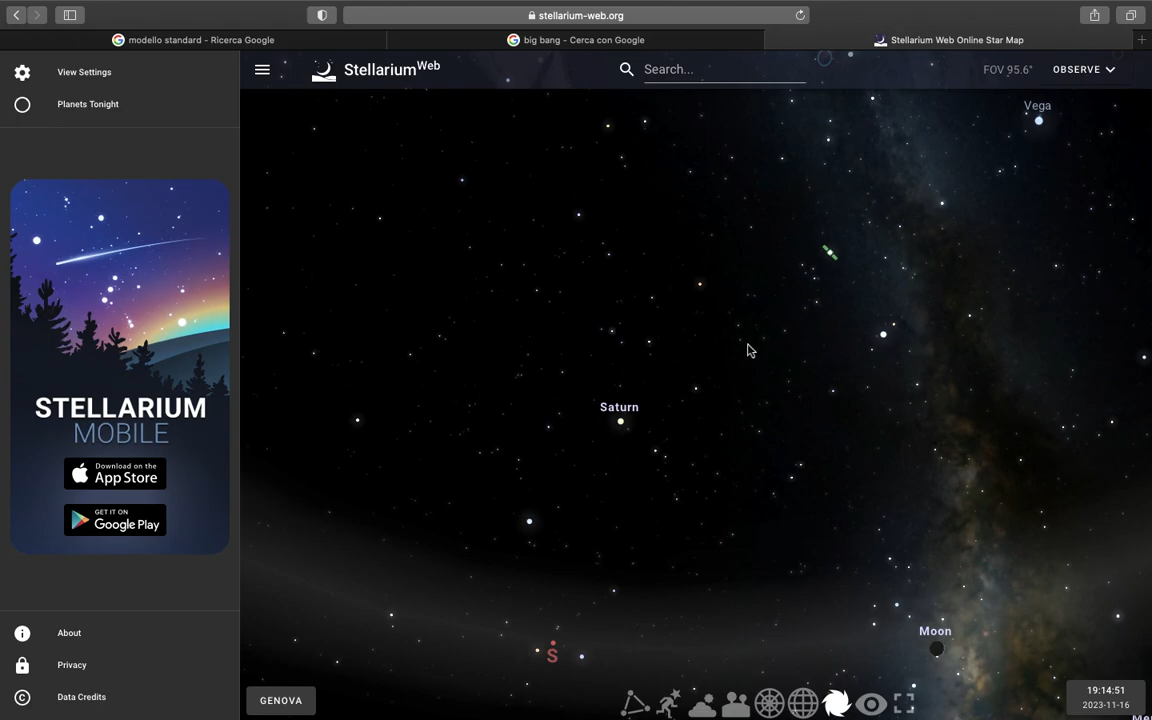 stellarium-web.org
modello standard - Ricerca Google
big bang - Cerca con Google
Stellarium Web Online Star Map
View Settings
Planets Tonight
StellariumWeb
Search...
FOV 95.6°
OBSERVE
Vega
Saturn
STELLARIUM
MOBILE
Download on the
App Store
GET IT ON
Google Play
About
Privacy
Data Credits
S
Moon
GENOVA
19:14:51
2023-11-16